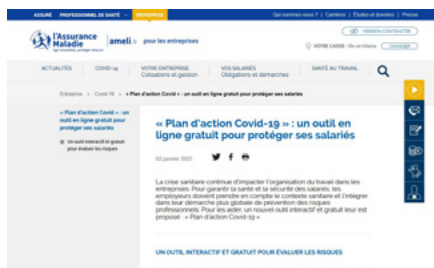 ASSURÉ PROFESSIONNEL DE SANTÉ ENTREPRISE Qui sommes-nous ? | Carrières | Études et données | Presse
VERSION CONTRASTÉE
l'Assurance Maladie ameli.fr pour les entreprises
VOTRE CAISSE : Ille-et-Vilaine CHANGER
ACTUALITÉS COVID-19 VOTRE ENTREPRISE VOS SALARIÉS SANTÉ AU TRAVAIL
Cotisations et gestion Obligations et démarches
Entreprise > Covid-19 > « Plan d'action Covid-19 » : un outil en ligne gratuit pour protéger ses salariés
« Plan d'action Covid » : un
outil en ligne gratuit pour
protéger ses salariés
Un outil interactif et gratuit
pour évaluer les risques
« Plan d'action Covid-19 » : un outil en
ligne gratuit pour protéger ses salariés
02 janvier 2021
La crise sanitaire continue d'impacter l'organisation du travail dans les
entreprises. Pour garantir la santé et la sécurité des salariés, les
employeurs doivent prendre en compte le contexte sanitaire et l'intégrer
dans leur démarche plus globale de prévention des risques
professionnels. Pour les aider, un nouvel outil interactif et gratuit leur est
proposé : « Plan d'action Covid-19 ».
UN OUTIL INTERACTIF ET GRATUIT POUR ÉVALUER LES RISQUES